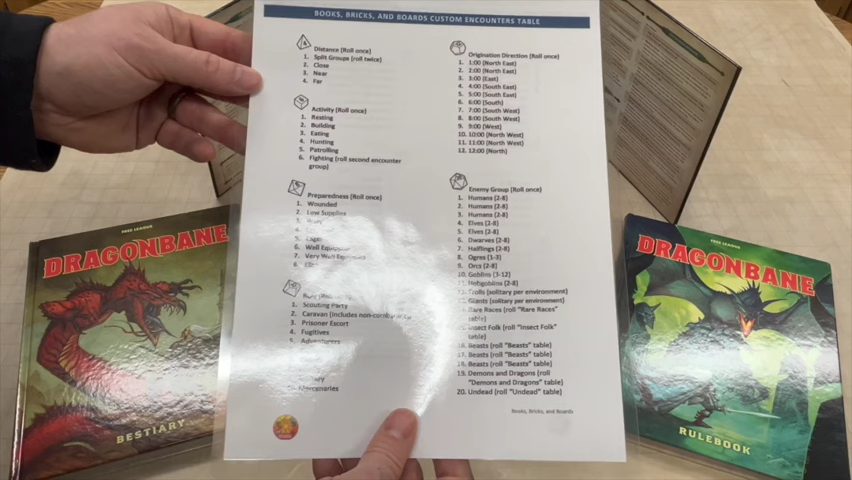 BOOKS, BRICKS, AND BOARDS CUSTOM ENCOUNTERS TABLE
Distance (Roll once)
1. Split Groups (roll twice)
2. Close
3. Near
4. Far
Activity (Roll once)
1. Resting
2. Building
3. Eating
4. Hunting
5. Patrolling
6. Fighting (roll second encounter
group)
Preparedness (Roll once)
1. Wounded
2. Low Supplies
3.
4.
5.
6. Well Equipped
7. Very Well Equipped
8.
1. Scouting Party
2. Caravan (includes
3. Prisoner Escort
4. Fugitives
5. Adventurers
Mercenaries
Origination Direction (Roll once)
1. 1:00 (North East)
2. 2:00 (North East)
3. 3:00 (East)
4. 4:00 (South East)
5. 5:00 (South East)
6. 6:00 (South)
7. 7:00 (South West)
8. 8:00 (South West)
9. 9:00 (West)
10. 10:00 (North West)
11. 11:00 (North West)
12. 12:00 (North)
Enemy Group (Roll once)
1. Humans (2-8)
2. Humans (2-8)
3. Humans (2-8)
4. Elves (2-8)
5. Elves (2-8)
6. Dwarves (2-8)
7. Halflings (2-8)
8. Ogres (1-3)
9. Orcs (2-8)
10. Goblins (3-12)
Hobgoblins (2-8)
Trolls (solitary per environment)
Giants (solitary per environment)
Rare Races (roll "Rare Races"
table)
Insect Folk (roll "Insect Folk"
table)
16. Beasts (roll "Beasts" table)
17. Beasts (roll "Beasts" table)
18. Beasts (roll "Beasts" table)
19. Demons and Dragons (roll
"Demons and Dragons" table)
20. Undead (roll "Undead" table)
Books, Bricks, and Boards
FREE LEAGUE
DRAGONBANE
BESTIARY
FREE LEAGUE
DRAGONBANE
RULEBOOK